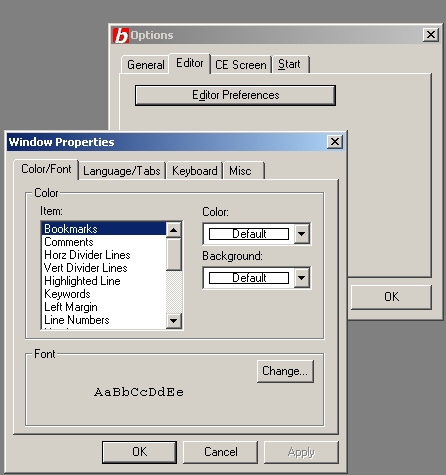 b Options
General Editor CE Screen Start
Editor Preferences
OK
Window Properties
Color/Font Language/Tabs Keyboard Misc
Color
Item:
Bookmarks
Comments
Horz Divider Lines
Vert Divider Lines
Highlighted Line
Keywords
Left Margin
Line Numbers
Color:
Default
Background:
Default
Font
Change...
AaBbCcDdEe
OK Cancel Apply